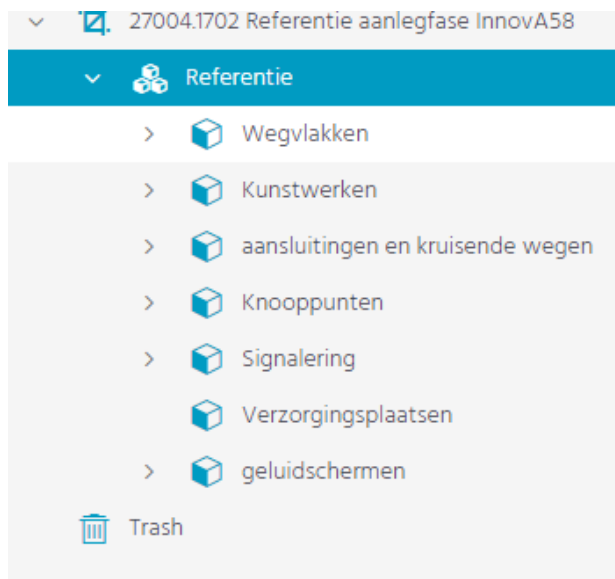 27004.1702 Referentie aanlegfase InnovA58
Referentie
Wegvlakken
Kunstwerken
aansluitingen en kruisende wegen
Knooppunten
Signalering
Verzorgingsplaatsen
geluidschermen
Trash